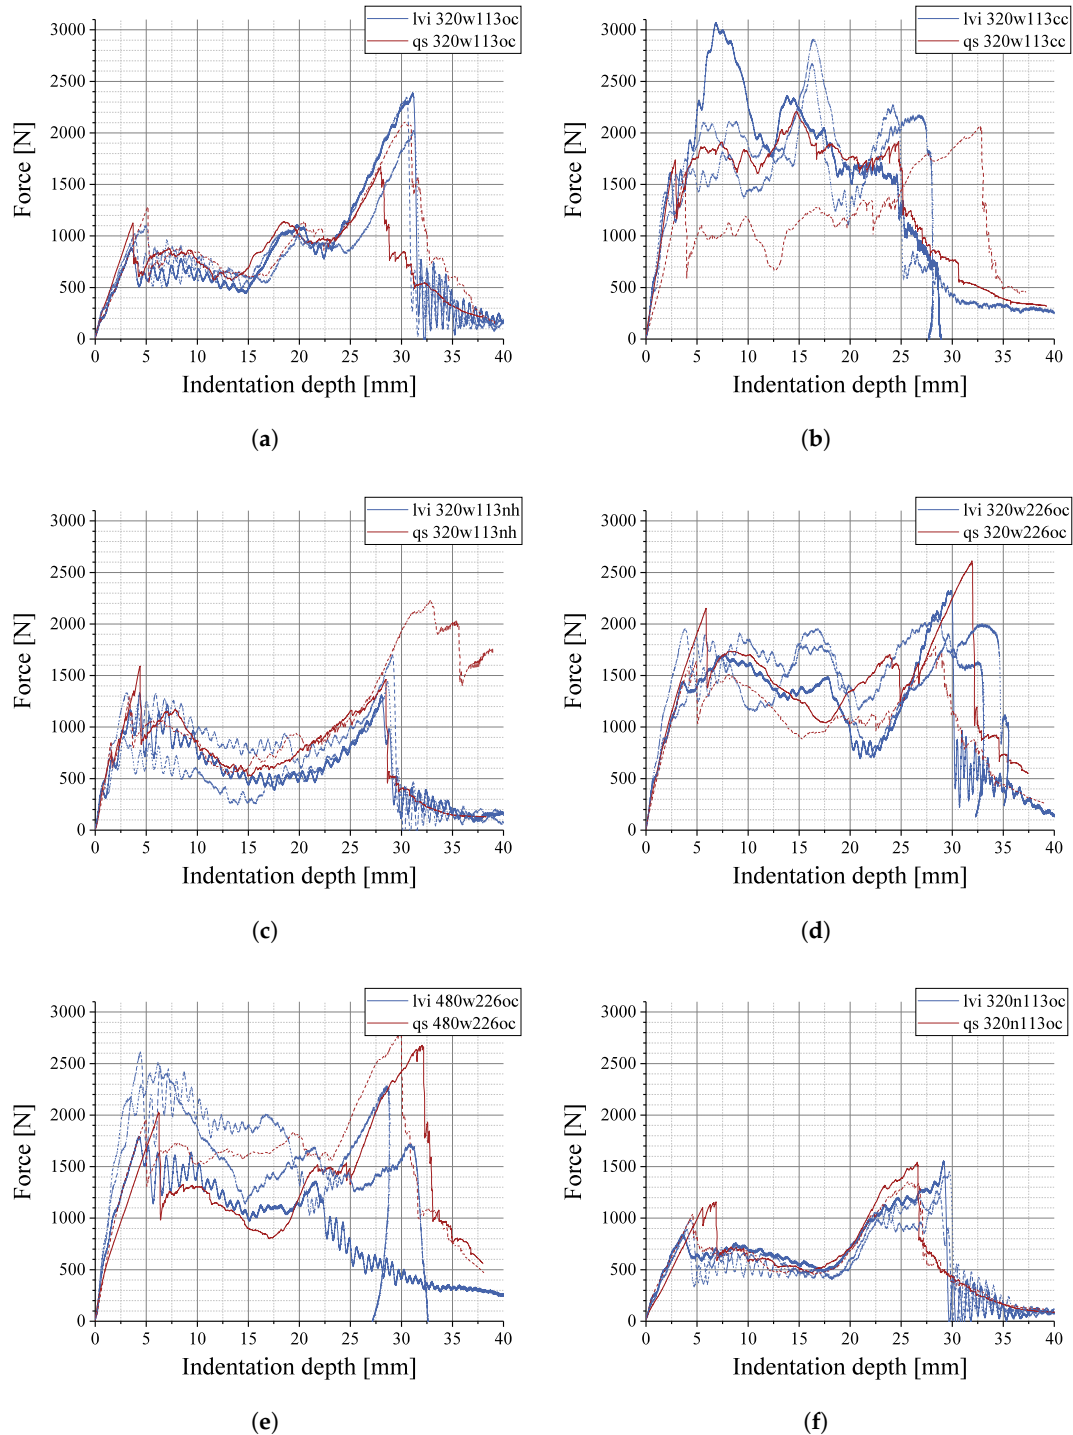 lvi 320w113oc
qs 320w113oc
Force [N]
3000
2500
2000
1500
1000
500
0
0 5 10 15 20 25 30 35 40
Indentation depth [mm]
(a)
lvi 320w113cc
qs 320w113cc
Force [N]
3000
2500
2000
1500
1000
500
0
0 5 10 15 20 25 30 35 40
Indentation depth [mm]
(b)
lvi 320w113nh
qs 320w113nh
Force [N]
3000
2500
2000
1500
1000
500
0
0 5 10 15 20 25 30 35 40
Indentation depth [mm]
(c)
lvi 320w226oc
qs 320w226oc
Force [N]
3000
2500
2000
1500
1000
500
0
0 5 10 15 20 25 30 35 40
Indentation depth [mm]
(d)
lvi 480w226oc
qs 480w226oc
Force [N]
3000
2500
2000
1500
1000
500
0
0 5 10 15 20 25 30 35 40
Indentation depth [mm]
(e)
lvi 320n113oc
qs 320n113oc
Force [N]
3000
2500
2000
1500
1000
500
0
0 5 10 15 20 25 30 35 40
Indentation depth [mm]
(f)